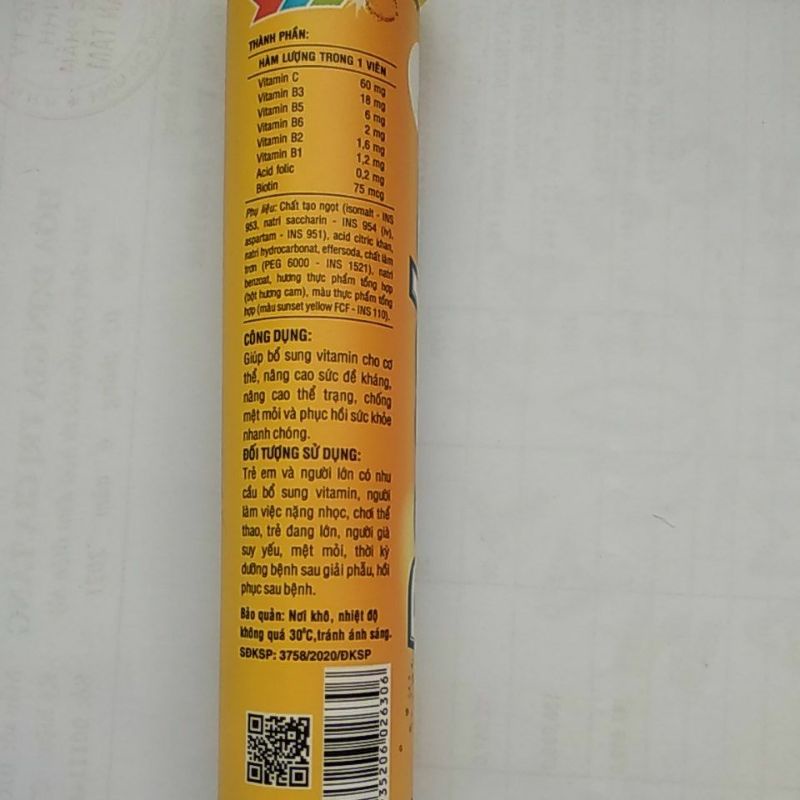 THÀNH PHẦN:
HÀM LƯỢNG TRONG 1 VIÊN
Vitamin C 60 mg
Vitamin B3 18 mg
Vitamin B5 6 mg
Vitamin B6 2 mg
Vitamin B2 1,6 mg
Vitamin B1 1,2 mg
Acid folic 0,2 mg
Biotin 75 mcg
Phụ liệu: Chất tạo ngọt (isomalt - INS
953, natri saccharin - INS 954 (iv),
aspartam - INS 951), acid citric khan,
natri hydrocarbonat, effersoda, chất làm
trơn (PEG 6000 - INS 1521), natri
benzoat, hương thực phẩm tổng hợp
(bột hương cam), màu thực phẩm tổng
hợp (màu sunset yellow FCF - INS 110).
CÔNG DỤNG:
Giúp bổ sung vitamin cho cơ
thể, nâng cao sức đề kháng,
nâng cao thể trạng, chống
mệt mỏi và phục hồi sức khỏe
nhanh chóng.
ĐỐI TƯỢNG SỬ DỤNG:
Trẻ em và người lớn có nhu
cầu bổ sung vitamin, người
làm việc nặng nhọc, chơi thể
thao, trẻ đang lớn, người già
suy yếu, mệt mỏi, thời kỳ
dưỡng bệnh sau giải phẫu, hồi
phục sau bệnh.
Bảo quản: Nơi khô, nhiệt độ
không quá 30°C,tránh ánh sáng.
SĐKSP: 3758/2020/ĐKSP
35206 026306